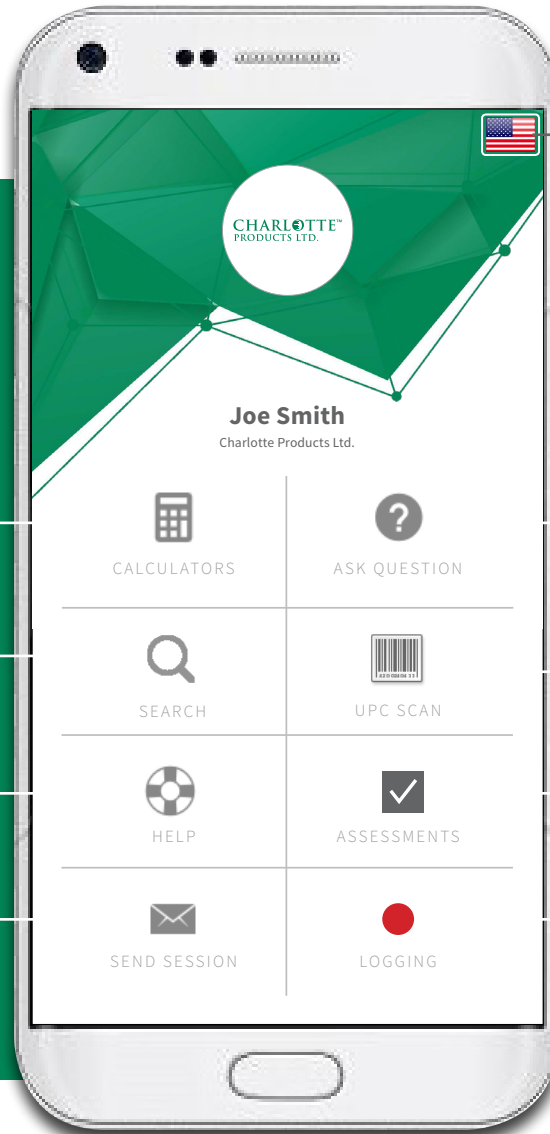 CHARLOTTE™
PRODUCTS LTD.
Joe Smith
Charlotte Products Ltd.
CALCULATORS
ASK QUESTION
SEARCH
UPC SCAN
HELP
ASSESSMENTS
SEND SESSION
LOGGING